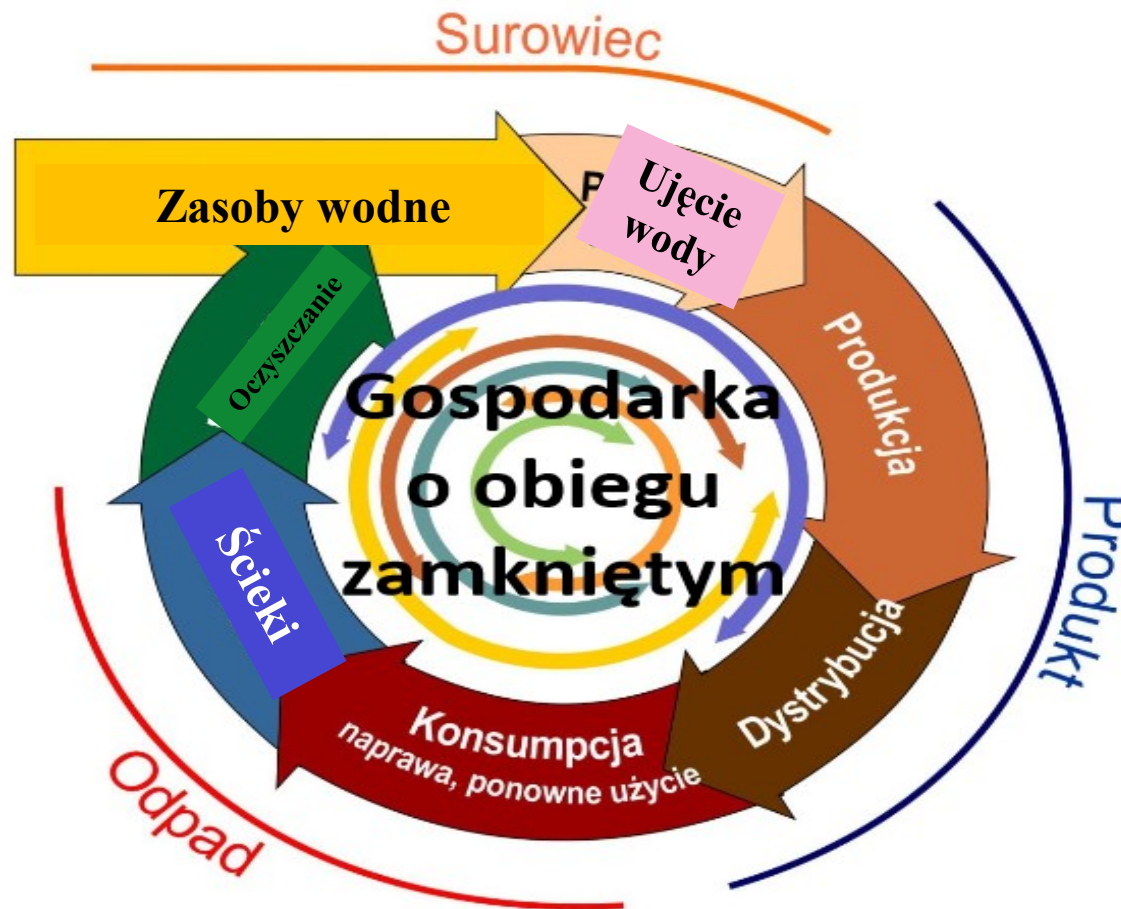 Surowiec
Zasoby wodne
Ujęcie
wody
Produkcja
Produkt
Dystrybucja
Konsumpcja
naprawa, ponowne użycie
Odpad
Ścieki
Oczyszczanie
Gospodarka
o obiegu
zamkniętym